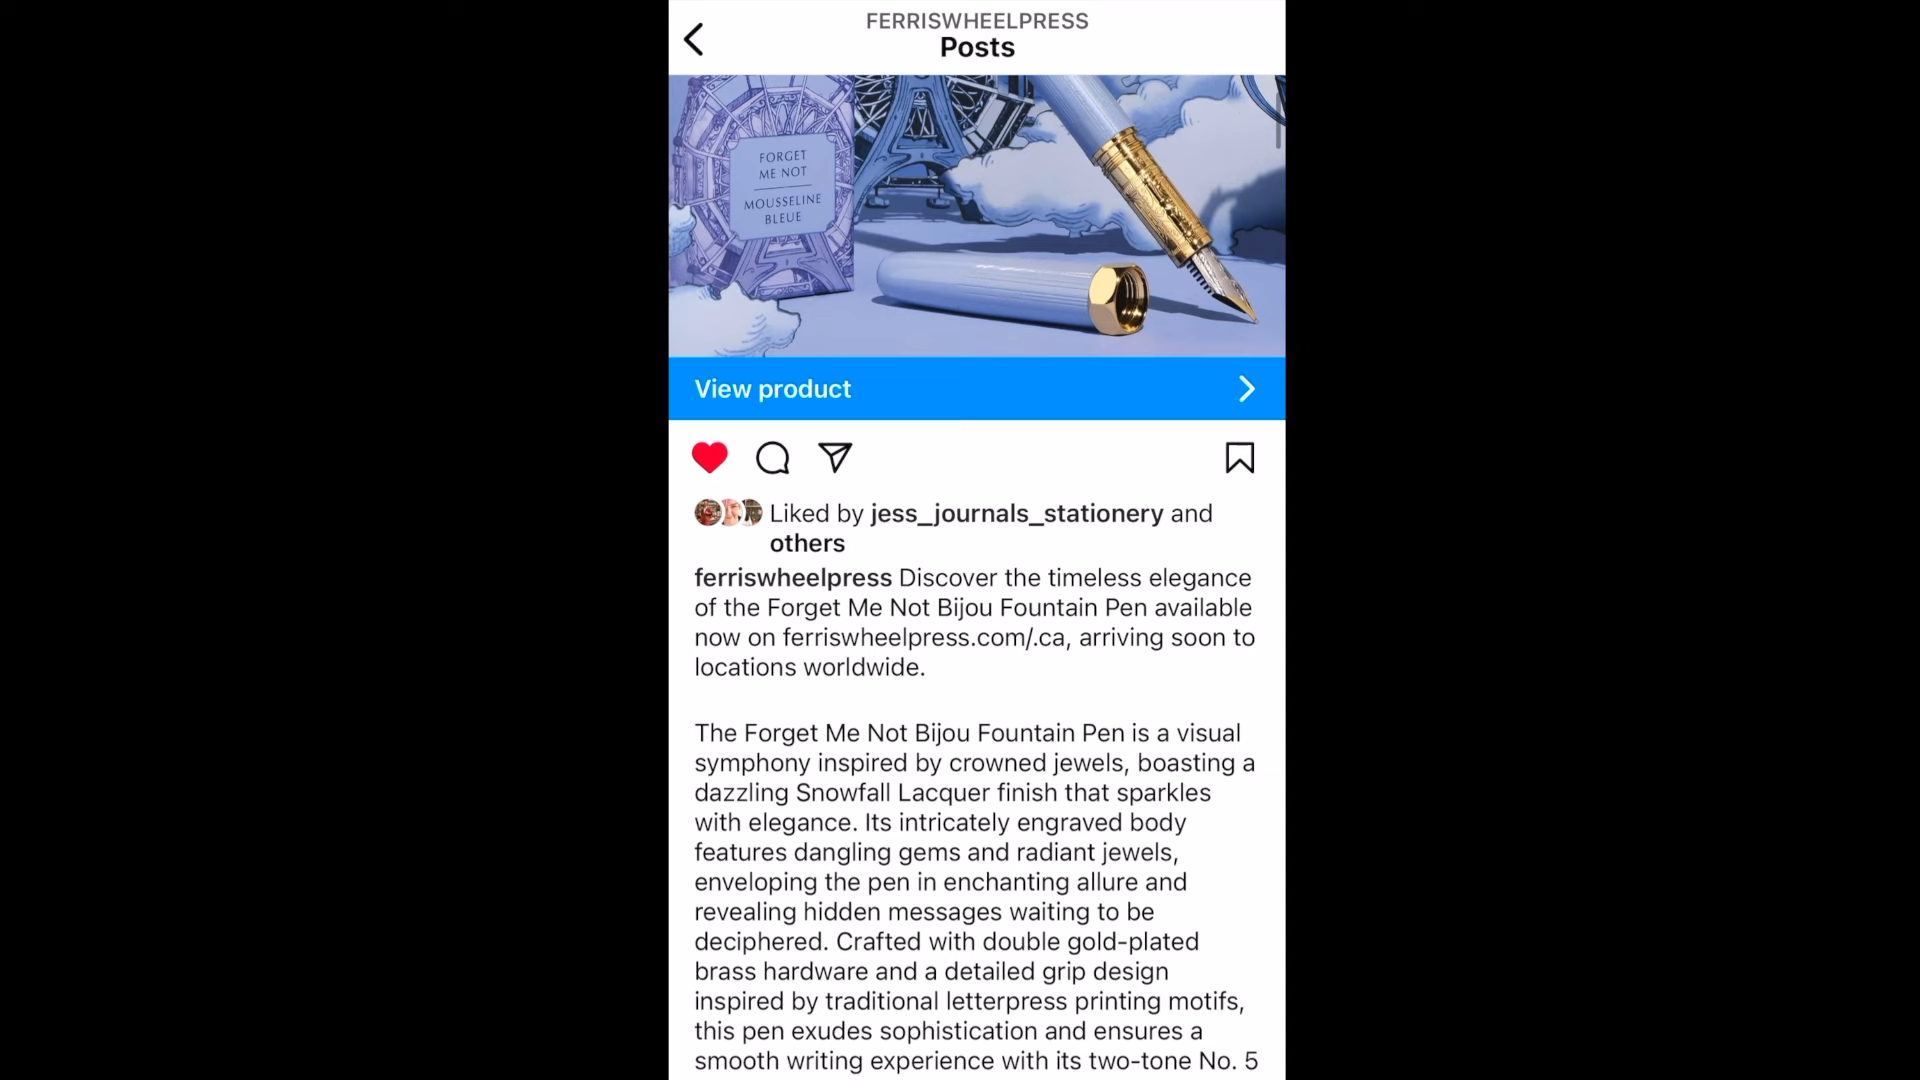 FERRISWHEELPRESS
Posts
FORGET
ME NOT
MOUSSELINE
BLEUE
View product
Liked by jess_journals_stationery and
others
ferriswheelpress Discover the timeless elegance
of the Forget Me Not Bijou Fountain Pen available
now on ferriswheelpress.com/.ca, arriving soon to
locations worldwide.
The Forget Me Not Bijou Fountain Pen is a visual
symphony inspired by crowned jewels, boasting a
dazzling Snowfall Lacquer finish that sparkles
with elegance. Its intricately engraved body
features dangling gems and radiant jewels,
enveloping the pen in enchanting allure and
revealing hidden messages waiting to be
deciphered. Crafted with double gold-plated
brass hardware and a detailed grip design
inspired by traditional letterpress printing motifs,
this pen exudes sophistication and ensures a
smooth writing experience with its two-tone No. 5